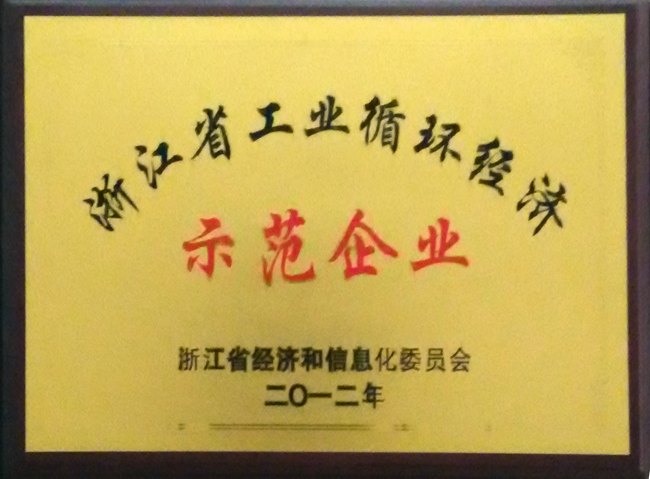 浙江省工业循环经济
示范企业
浙江省经济和信息化委员会
二〇一二年